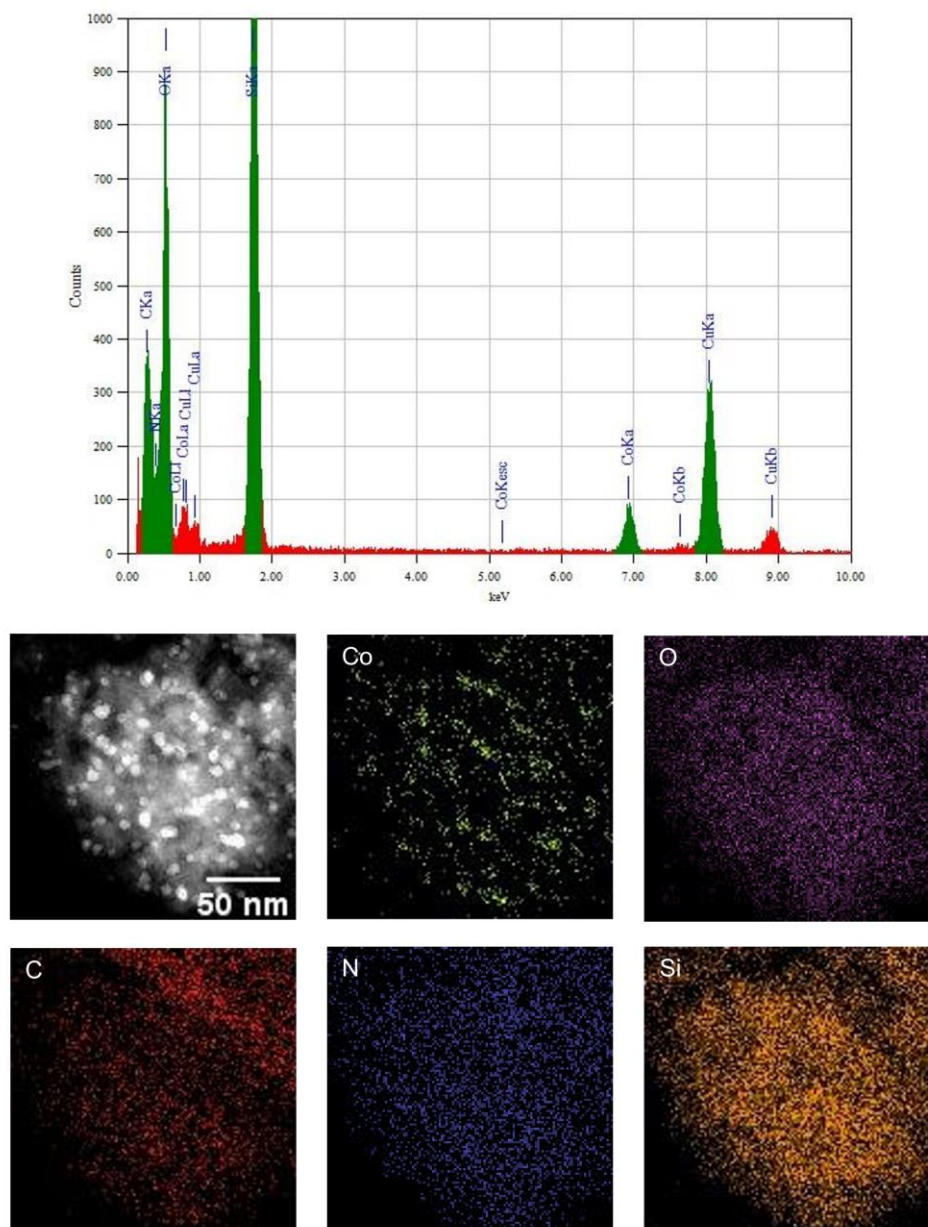 1000
900
800
700
600
500
400
300
200
100
0
Counts
CKa
NKa
OKa
CoLl
CoLa
CuLl
CuLa
SiKa
CoKesc
CoKa
CoKb
CuKa
CuKb
0.00 1.00 2.00 3.00 4.00 5.00 6.00 7.00 8.00 9.00 10.00
keV
50 nm
Co
O
C
N
Si